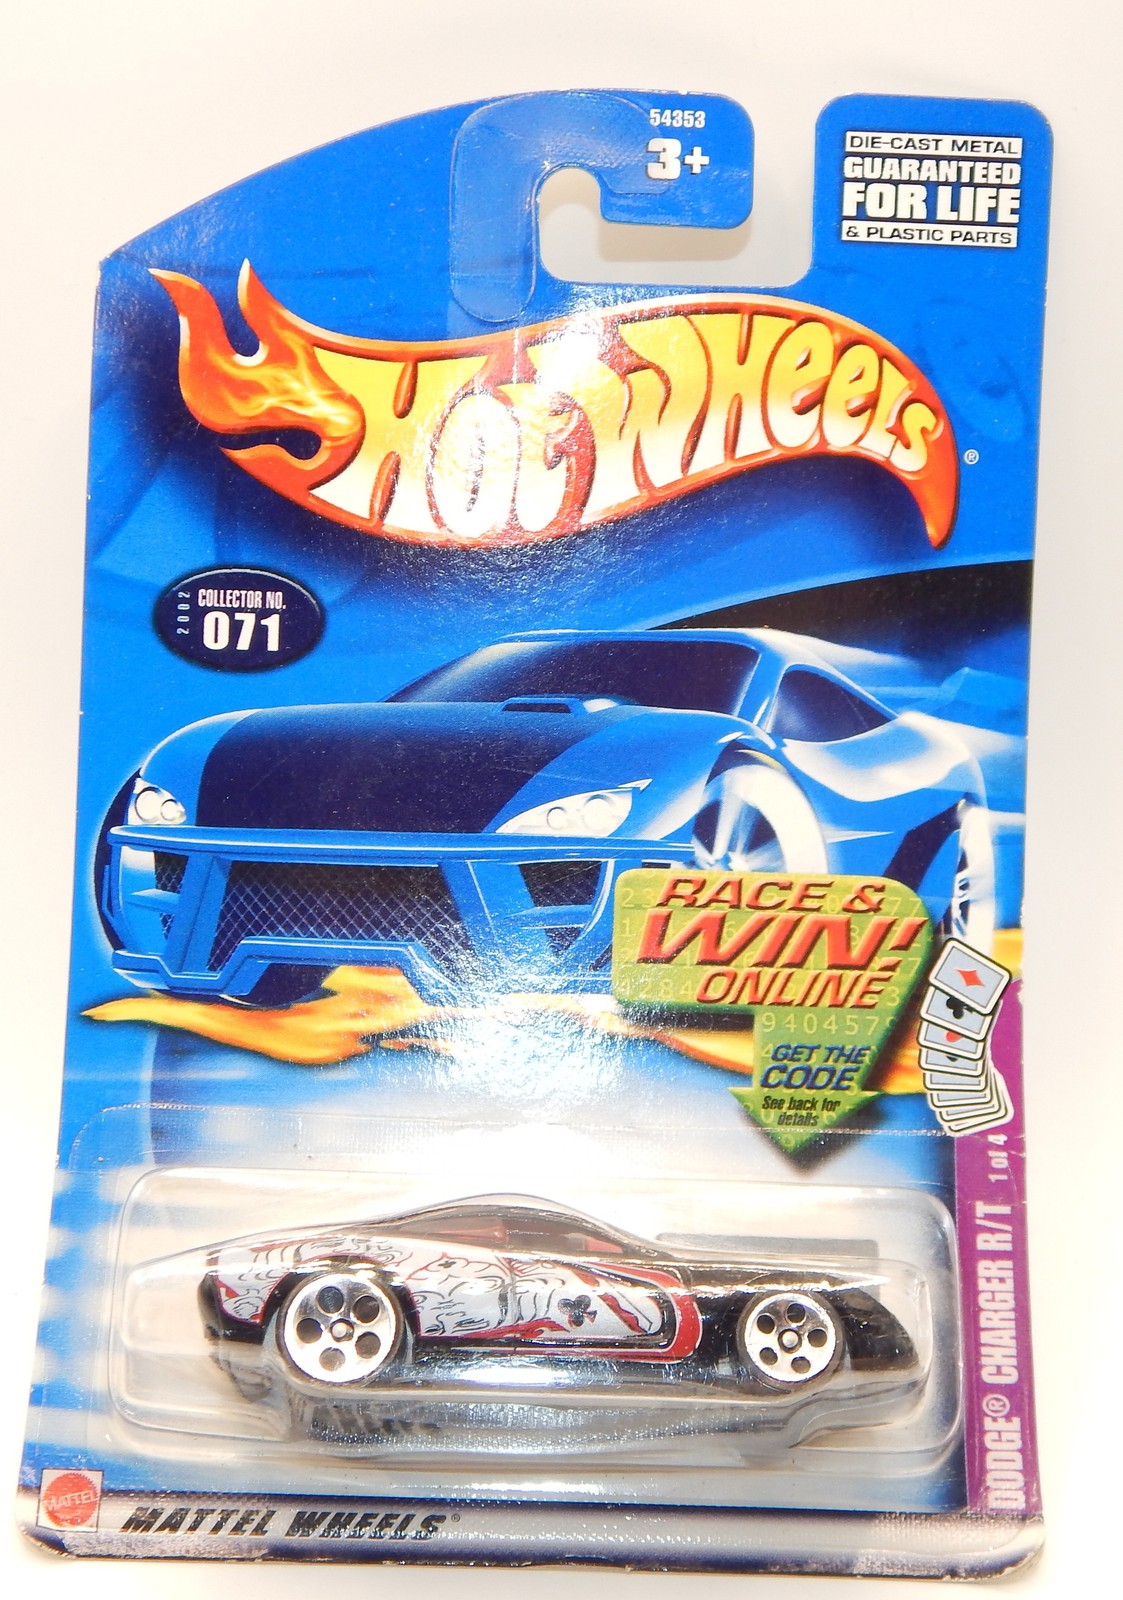 54353
3+
DIE-CAST METAL
GUARANTEED
FOR LIFE
& PLASTIC PARTS
HOT WHEELS®
2002
COLLECTOR NO.
071
RACE &
WIN!
ONLINE
940457
GET THE
CODE
See back for
details
DODGE® CHARGER R/T 1 of 4
MATTEL
MATTEL WHEELS®